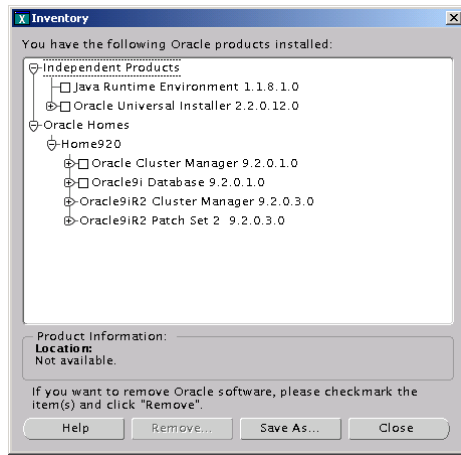 X Inventory
You have the following Oracle products installed:
Independent Products
Java Runtime Environment 1.1.8.1.0
Oracle Universal Installer 2.2.0.12.0
Oracle Homes
Home920
Oracle Cluster Manager 9.2.0.1.0
Oracle9i Database 9.2.0.1.0
Oracle9iR2 Cluster Manager 9.2.0.3.0
Oracle9iR2 Patch Set 2 9.2.0.3.0
Product Information:
Location:
Not available.
If you want to remove Oracle software, please checkmark the
item(s) and click "Remove".
Help Remove... Save As... Close